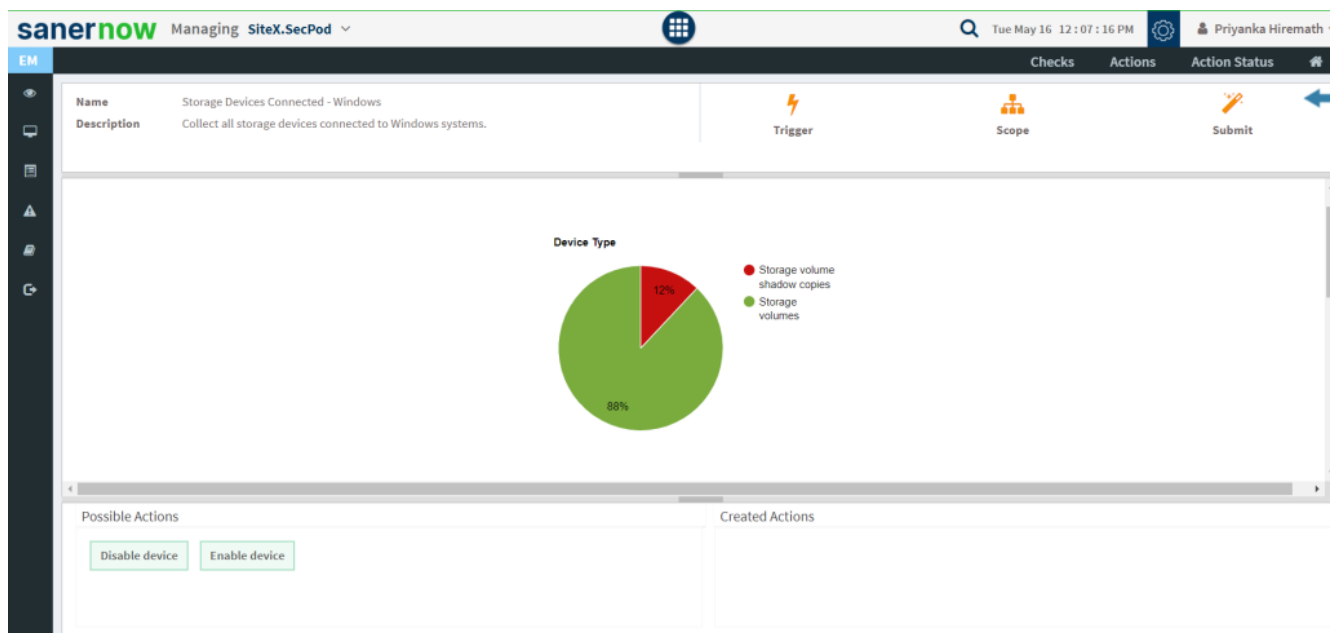 sanernow Managing SiteX.SecPod Tue May 16 12:07:16 PM Priyanka Hiremath
EM Checks Actions Action Status
Name Storage Devices Connected - Windows
Description Collect all storage devices connected to Windows systems.
Trigger Scope Submit
Device Type
12%
88%
Storage volume
shadow copies
Storage
volumes
Possible Actions Created Actions
Disable device Enable device